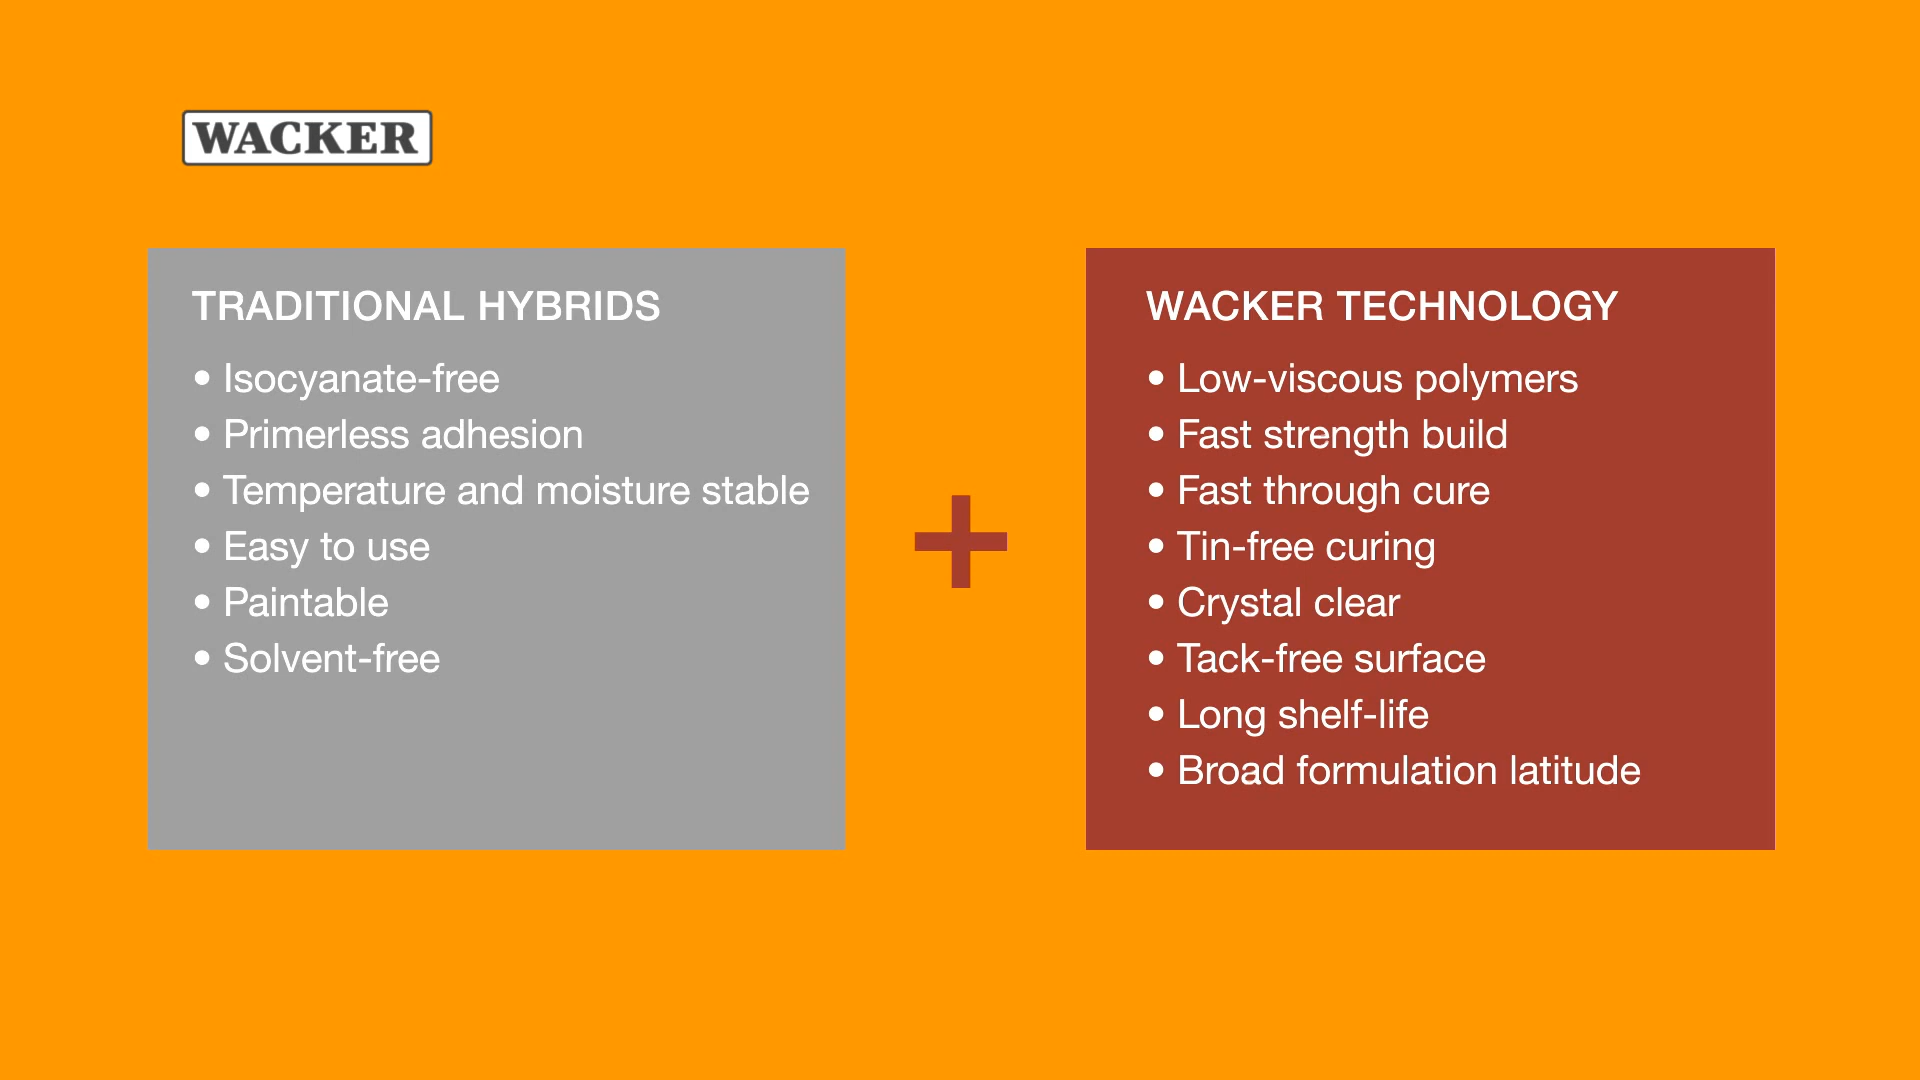 WACKER
TRADITIONAL HYBRIDS
• Isocyanate-free
• Primerless adhesion
• Temperature and moisture stable
• Easy to use
• Paintable
• Solvent-free
+
WACKER TECHNOLOGY
• Low-viscous polymers
• Fast strength build
• Fast through cure
• Tin-free curing
• Crystal clear
• Tack-free surface
• Long shelf-life
• Broad formulation latitude